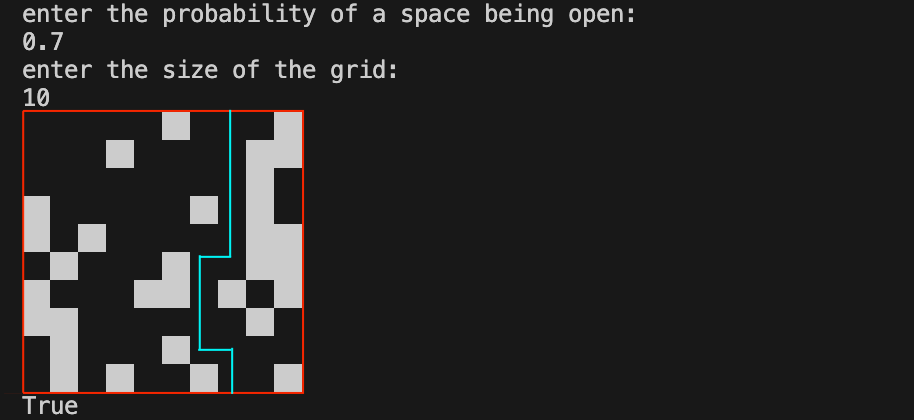 enter the probability of a space being open:
0.7
enter the size of the grid:
10
True